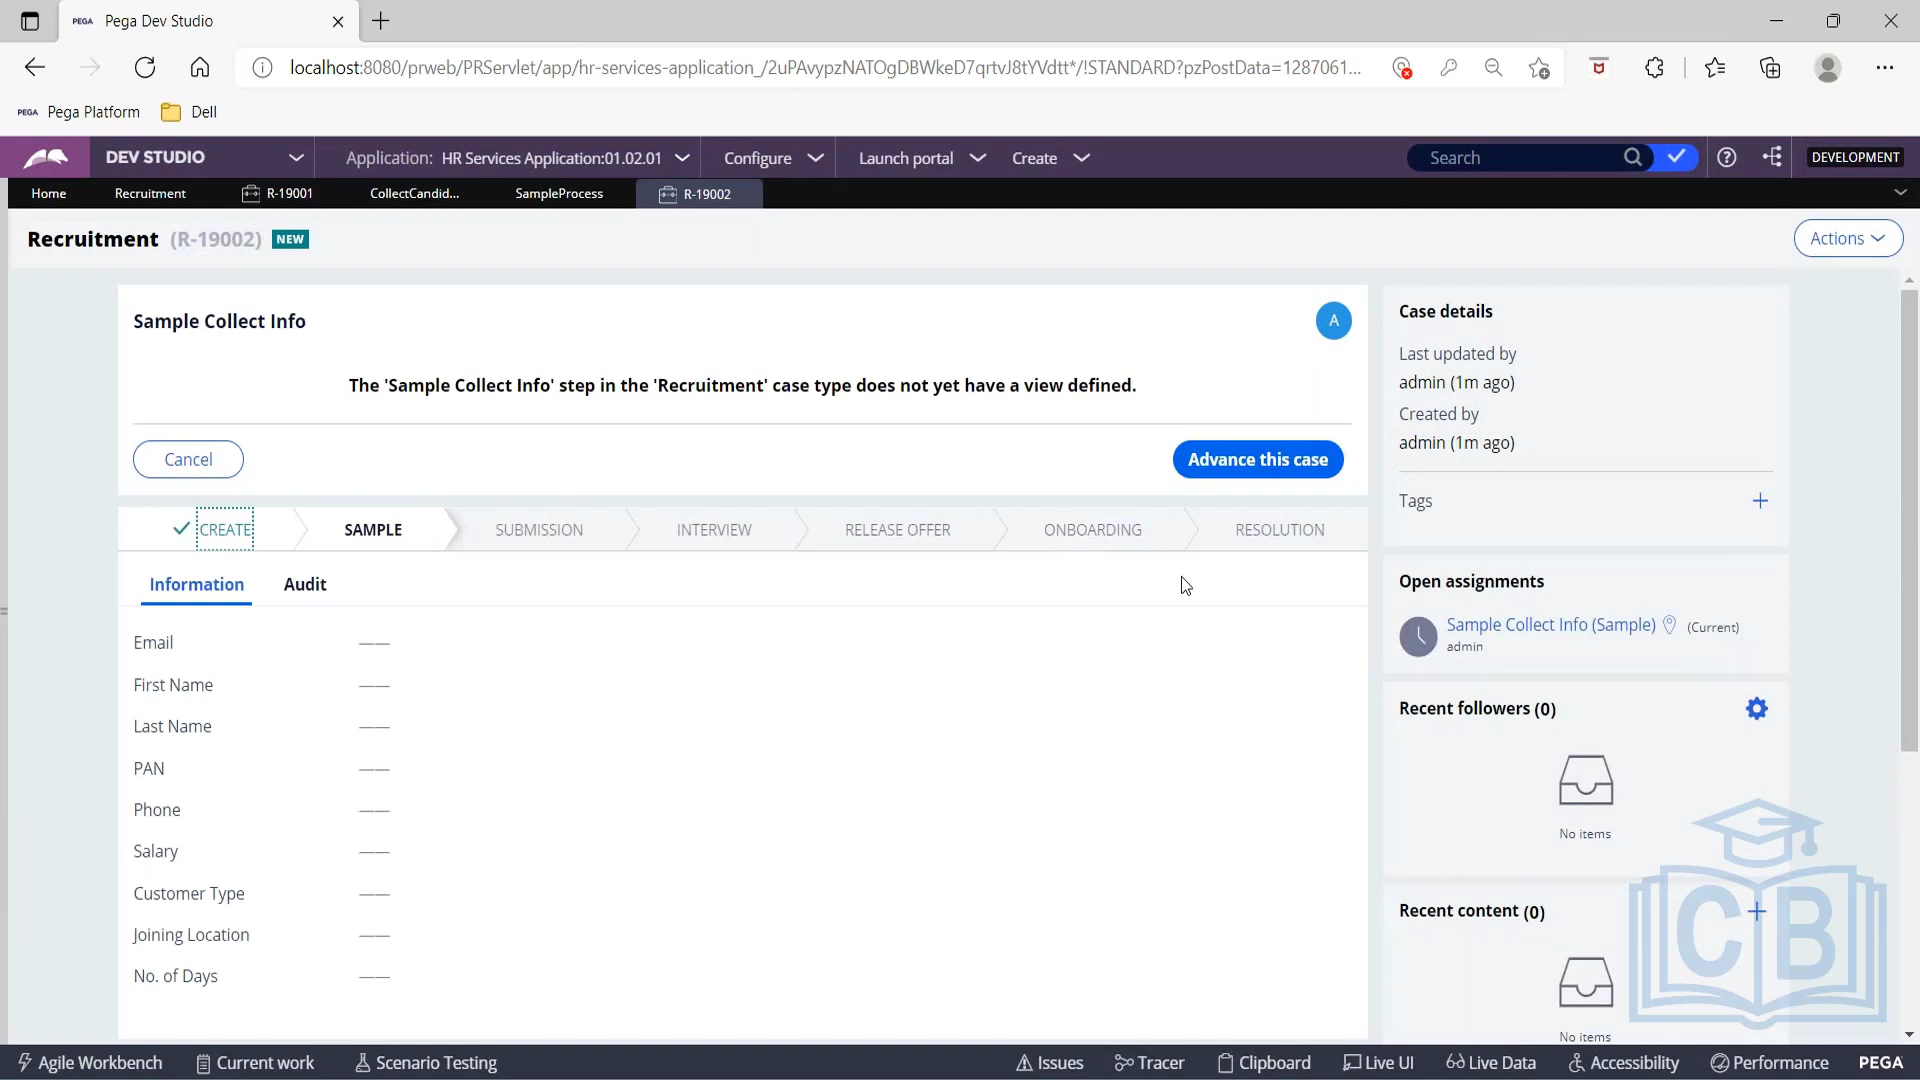 PEGA Pega Dev Studio
localhost:8080/prweb/PRServlet/app/hr-services-application_/2uPAvypzNATOgDBWkeD7qrtvJ8tYVdtt*/!STANDARD?pzPostData=1287061...
PEGA Pega Platform Dell
DEV STUDIO Application: HR Services Application:01.02.01 Configure Launch portal Create Search DEVELOPMENT
Home Recruitment R-19001 CollectCandid... SampleProcess R-19002
Recruitment (R-19002) NEW Actions
Sample Collect Info A
The 'Sample Collect Info' step in the 'Recruitment' case type does not yet have a view defined.
Cancel Advance this case
CREATE SAMPLE SUBMISSION INTERVIEW RELEASE OFFER ONBOARDING RESOLUTION
Information Audit
Email ——
First Name ——
Last Name ——
PAN ——
Phone ——
Salary ——
Customer Type ——
Joining Location ——
No. of Days ——
Case details
Last updated by
admin (1m ago)
Created by
admin (1m ago)
Tags
Open assignments
Sample Collect Info (Sample) (Current)
admin
Recent followers (0)
No items
Recent content (0)
No items
CB
Agile Workbench Current work Scenario Testing Issues Tracer Clipboard Live UI Live Data Accessibility Performance PEGA